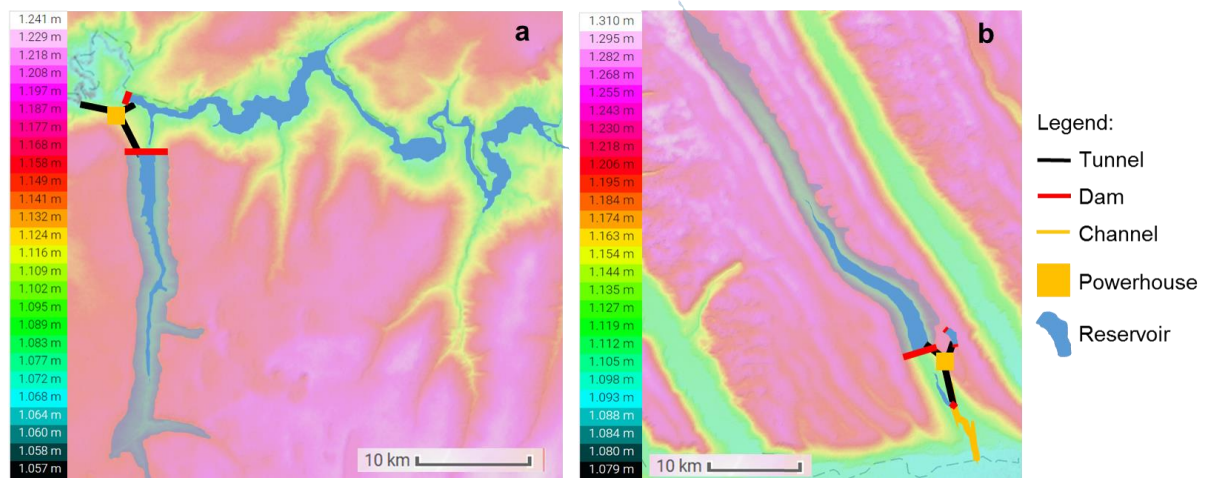 1.241 m
1.229 m
1.218 m
1.208 m
1.197 m
1.187 m
1.177 m
1.168 m
1.158 m
1.149 m
1.141 m
1.132 m
1.124 m
1.116 m
1.109 m
1.102 m
1.095 m
1.089 m
1.083 m
1.077 m
1.072 m
1.068 m
1.064 m
1.060 m
1.058 m
1.057 m
a
10 km
1.310 m
1.295 m
1.282 m
1.268 m
1.255 m
1.243 m
1.230 m
1.218 m
1.206 m
1.195 m
1.184 m
1.174 m
1.163 m
1.154 m
1.144 m
1.135 m
1.127 m
1.119 m
1.112 m
1.105 m
1.098 m
1.093 m
1.088 m
1.084 m
1.080 m
1.079 m
b
10 km
Legend:
Tunnel
Dam
Channel
Powerhouse
Reservoir